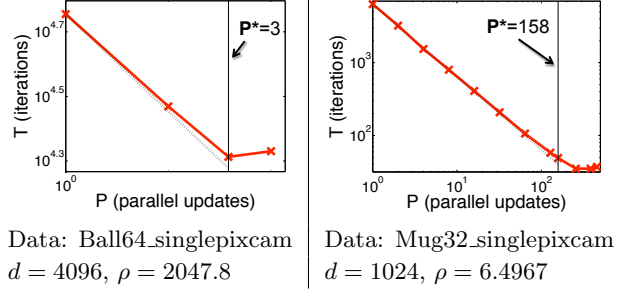 10^4.7
10^4.5
10^4.3
T (iterations)
P*=3
10^0
P (parallel updates)
Data: Ball64_singlepixcam
d = 4096, ρ = 2047.8
10^3
10^2
T (iterations)
P*=158
10^0 10^1 10^2
P (parallel updates)
Data: Mug32_singlepixcam
d = 1024, ρ = 6.4967